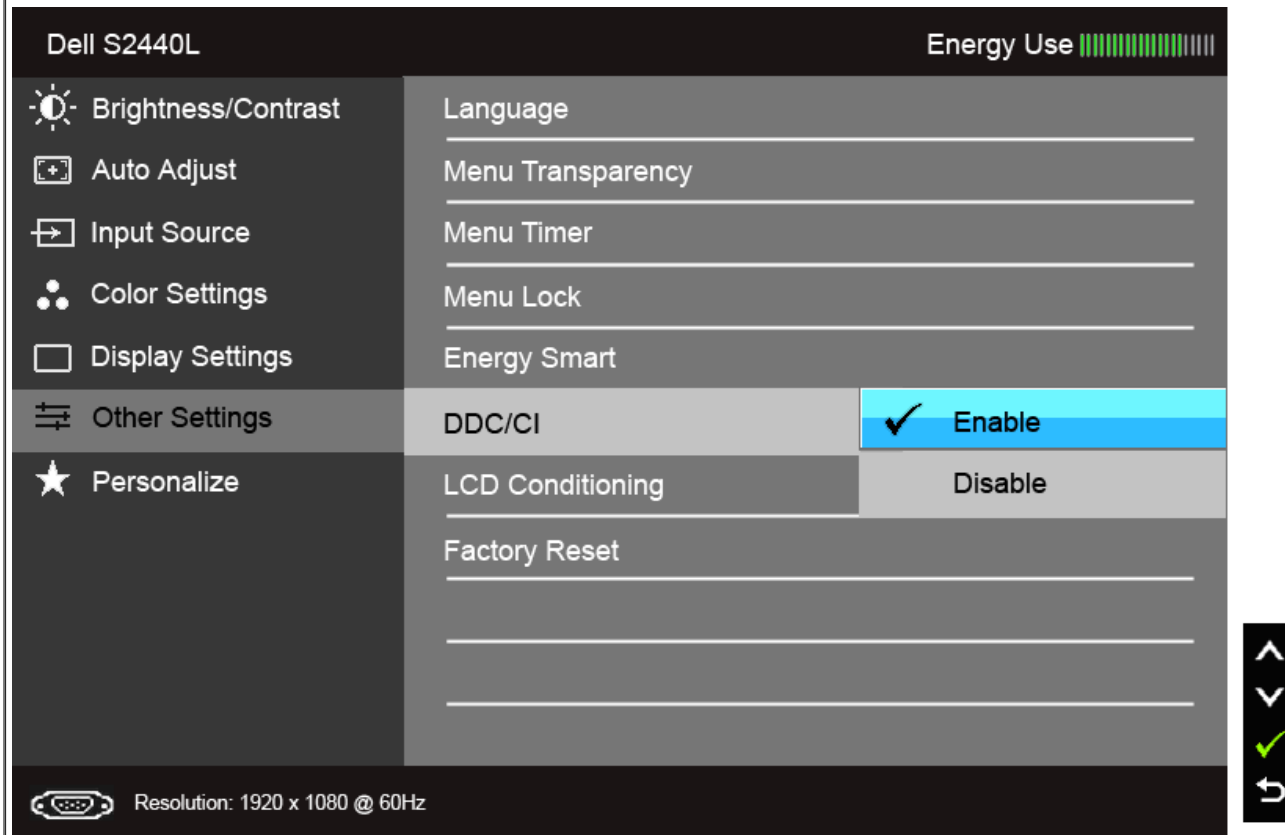 Dell S2440L Energy Use
Brightness/Contrast Language
Auto Adjust Menu Transparency
Input Source Menu Timer
Color Settings Menu Lock
Display Settings Energy Smart
Other Settings DDC/CI Enable
Personalize LCD Conditioning Disable
Factory Reset
Resolution: 1920 x 1080 @ 60Hz